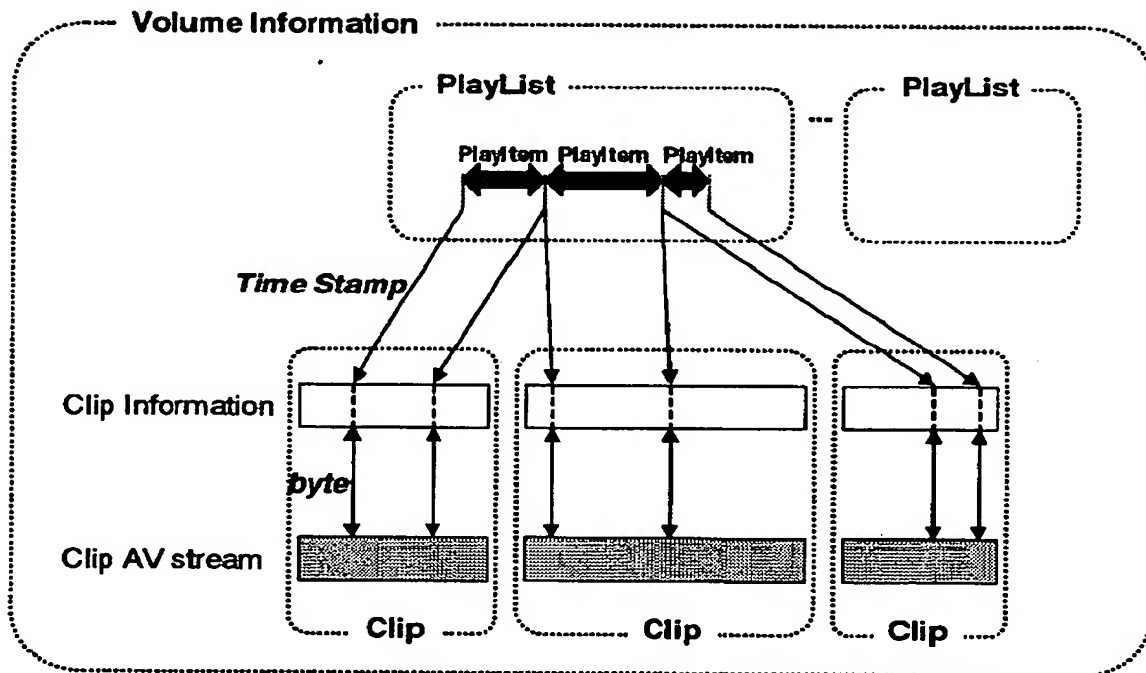 Volume Information
PlayList
PlayList
...
PlayItem PlayItem PlayItem
Time Stamp
Clip Information
byte
Clip AV stream
Clip
Clip
Clip